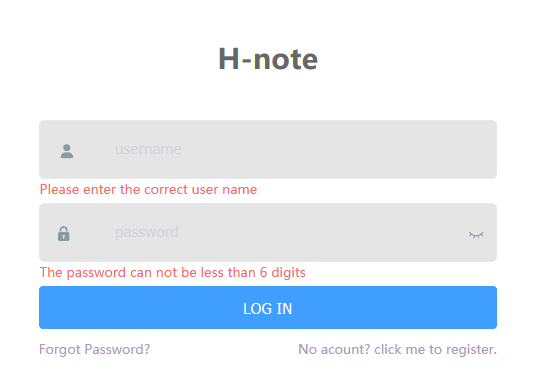 H-note
username
Please enter the correct user name
password
The password can not be less than 6 digits
LOG IN
Forgot Password?
No acount? click me to register.